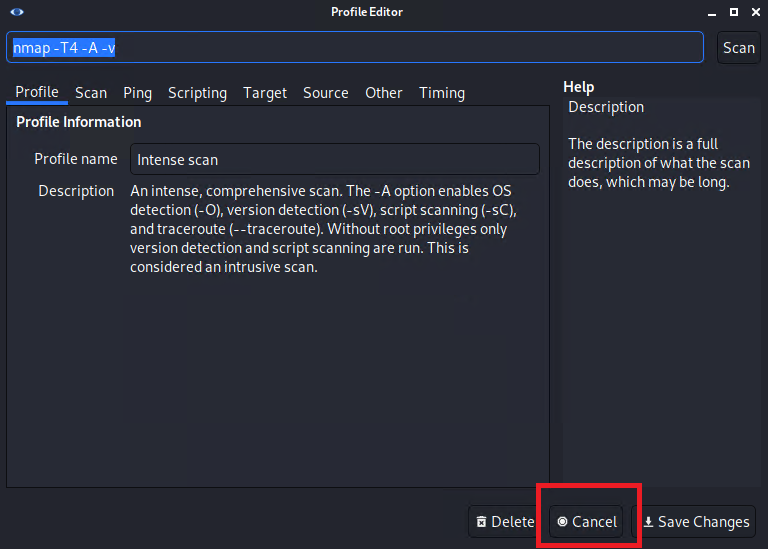 Profile Editor
nmap -T4 -A -v
Scan
Profile Scan Ping Scripting Target Source Other Timing
Profile Information
Profile name Intense scan
Description An intense, comprehensive scan. The -A option enables OS
detection (-O), version detection (-sV), script scanning (-sC),
and traceroute (--traceroute). Without root privileges only
version detection and script scanning are run. This is
considered an intrusive scan.
Help
Description
The description is a full
description of what the scan
does, which may be long.
Delete Cancel Save Changes